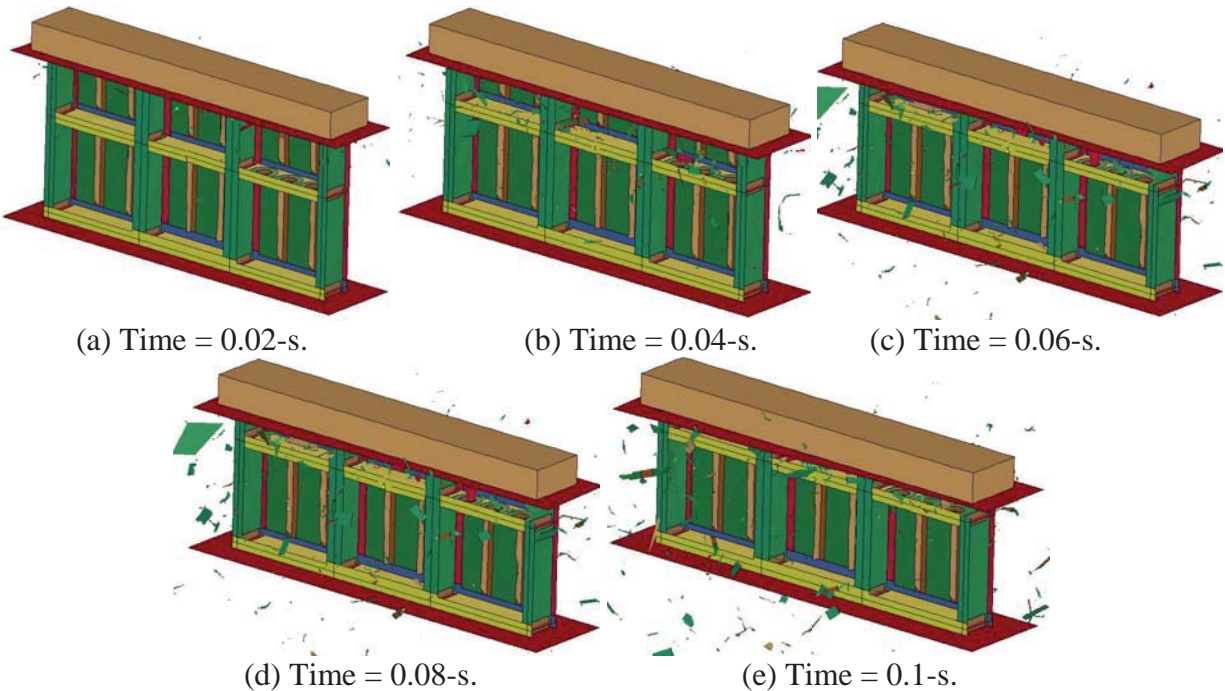 (a) Time = 0.02-s.
(b) Time = 0.04-s.
(c) Time = 0.06-s.
(d) Time = 0.08-s.
(e) Time = 0.1-s.